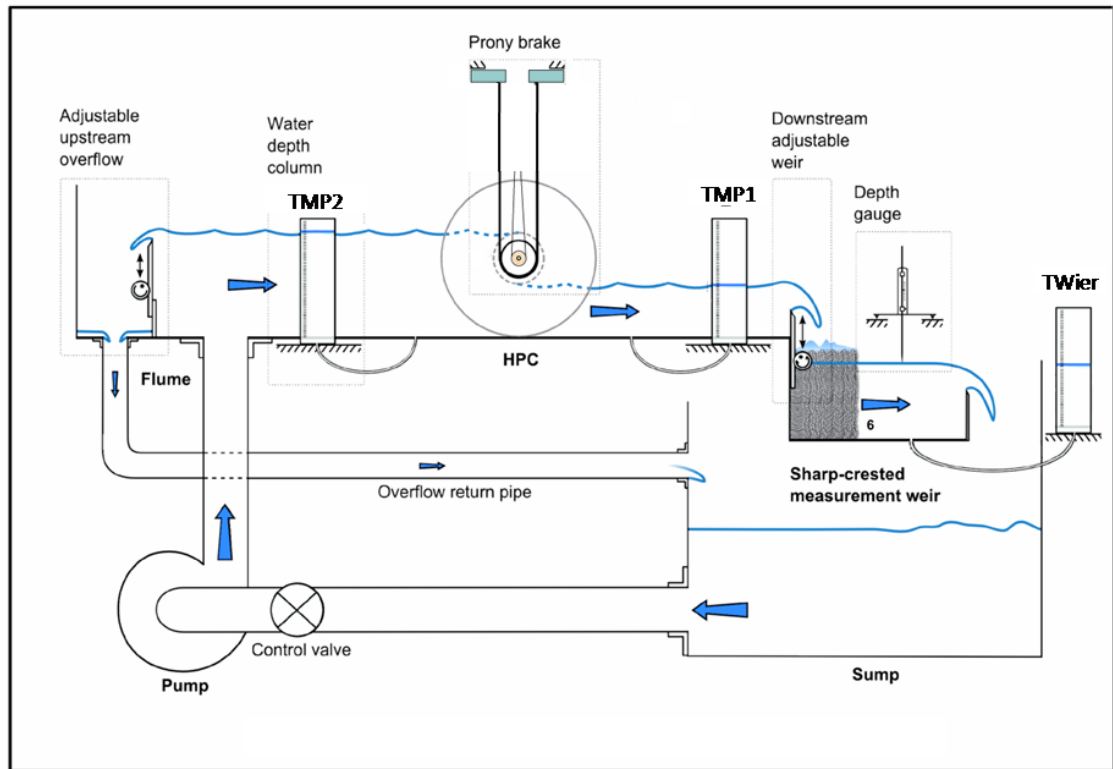 Prony brake
Adjustable
upstream
overflow
Water
depth
column
Downstream
adjustable
weir
TMP2
TMP1
Depth
gauge
TWier
Flume
HPC
6
Overflow return pipe
Sharp-crested
measurement weir
Control valve
Pump
Sump